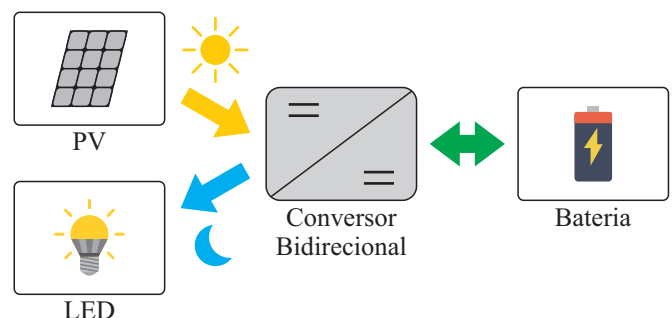 PV
LED
Conversor
Bidirecional
Bateria